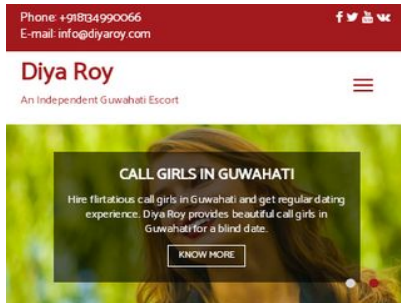 Phone: +918134990066
E-mail: info@diyaroy.com
Diya Roy
An Independent Guwahati Escort
CALL GIRLS IN GUWAHATI
Hire flirtatious call girls in Guwahati and get regular dating
experience. Diya Roy provides beautiful call girls in
Guwahati for a blind date.
KNOW MORE